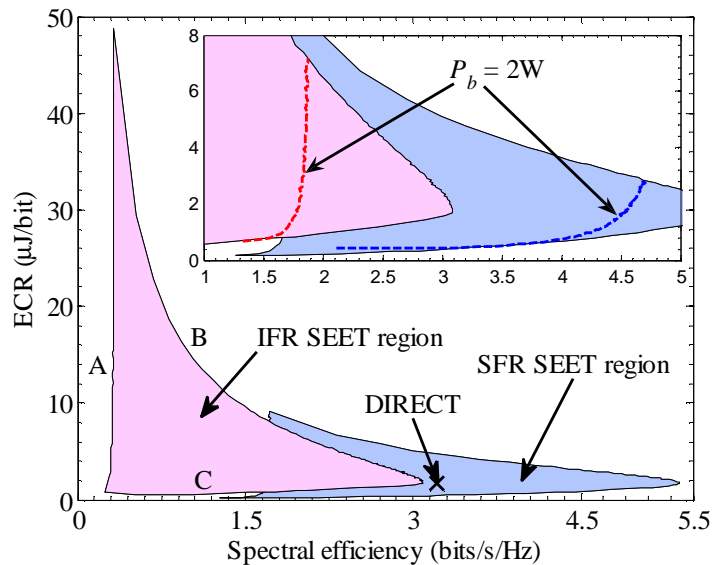 50
40
30
20
10
0
ECR (μJ/bit)
8
6
4
2
0
1
1.5
2
2.5
3
3.5
4
4.5
5
P_b = 2W
A
B
C
IFR SEET region
SFR SEET region
DIRECT
0
1.5
3
4.5
5.5
Spectral efficiency (bits/s/Hz)